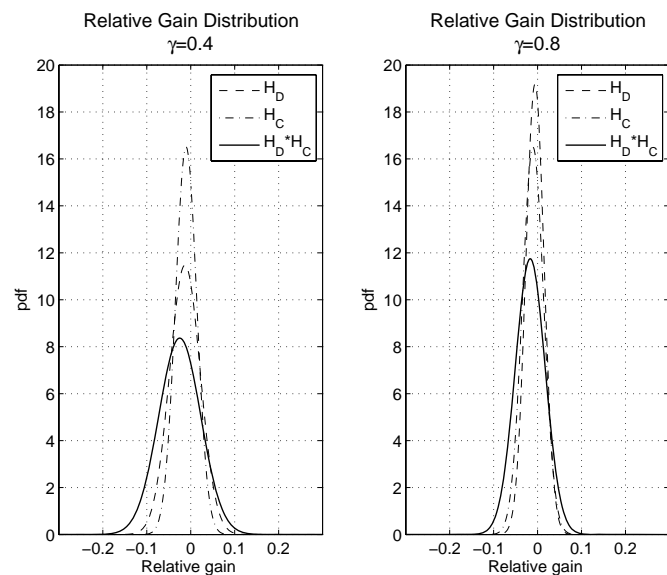 Relative Gain Distribution
γ=0.4
20
18
16
14
12
10
8
6
4
2
0
pdf
H_D
H_C
H_D*H_C
−0.2 −0.1 0 0.1 0.2
Relative gain
Relative Gain Distribution
γ=0.8
20
18
16
14
12
10
8
6
4
2
0
pdf
H_D
H_C
H_D*H_C
−0.2 −0.1 0 0.1 0.2
Relative gain